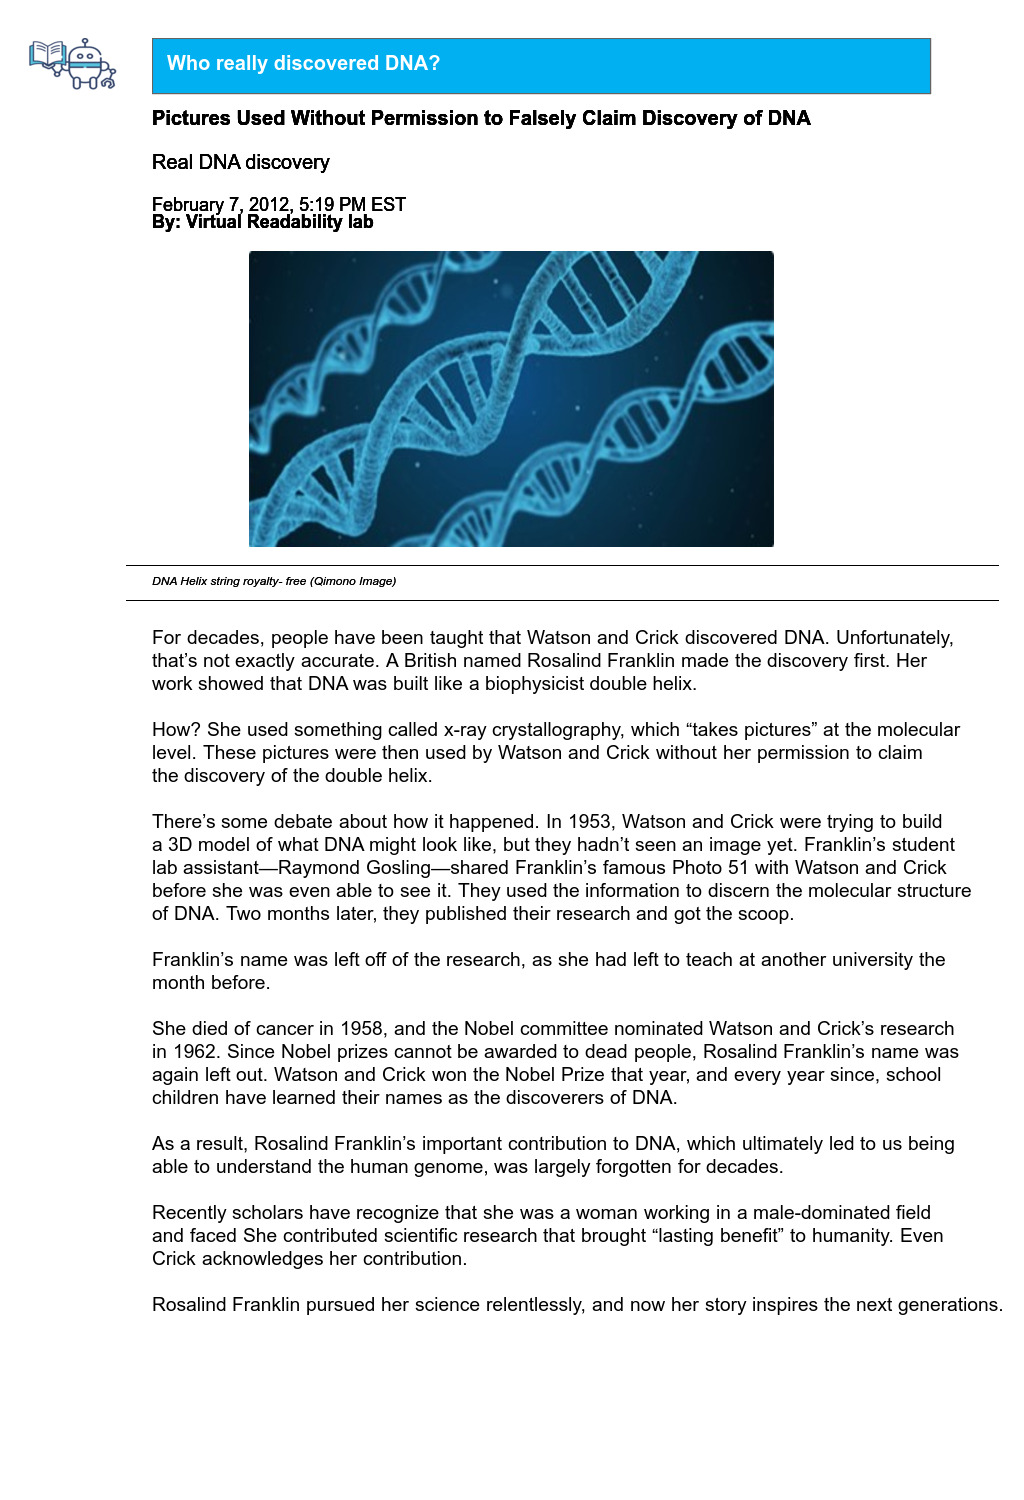 Who really discovered DNA?
Pictures Used Without Permission to Falsely Claim Discovery of DNA
Real DNA discovery
February 7, 2012, 5:19 PM EST
By: Virtual Readability lab
DNA Helix string royalty- free (Qimono Image)
For decades, people have been taught that Watson and Crick discovered DNA. Unfortunately,
that’s not exactly accurate. A British named Rosalind Franklin made the discovery first. Her
work showed that DNA was built like a biophysicist double helix.
How? She used something called x-ray crystallography, which “takes pictures” at the molecular
level. These pictures were then used by Watson and Crick without her permission to claim
the discovery of the double helix.
There’s some debate about how it happened. In 1953, Watson and Crick were trying to build
a 3D model of what DNA might look like, but they hadn’t seen an image yet. Franklin’s student
lab assistant—Raymond Gosling—shared Franklin’s famous Photo 51 with Watson and Crick
before she was even able to see it. They used the information to discern the molecular structure
of DNA. Two months later, they published their research and got the scoop.
Franklin’s name was left off of the research, as she had left to teach at another university the
month before.
She died of cancer in 1958, and the Nobel committee nominated Watson and Crick’s research
in 1962. Since Nobel prizes cannot be awarded to dead people, Rosalind Franklin’s name was
again left out. Watson and Crick won the Nobel Prize that year, and every year since, school
children have learned their names as the discoverers of DNA.
As a result, Rosalind Franklin’s important contribution to DNA, which ultimately led to us being
able to understand the human genome, was largely forgotten for decades.
Recently scholars have recognize that she was a woman working in a male-dominated field
and faced She contributed scientific research that brought “lasting benefit” to humanity. Even
Crick acknowledges her contribution.
Rosalind Franklin pursued her science relentlessly, and now her story inspires the next generations.